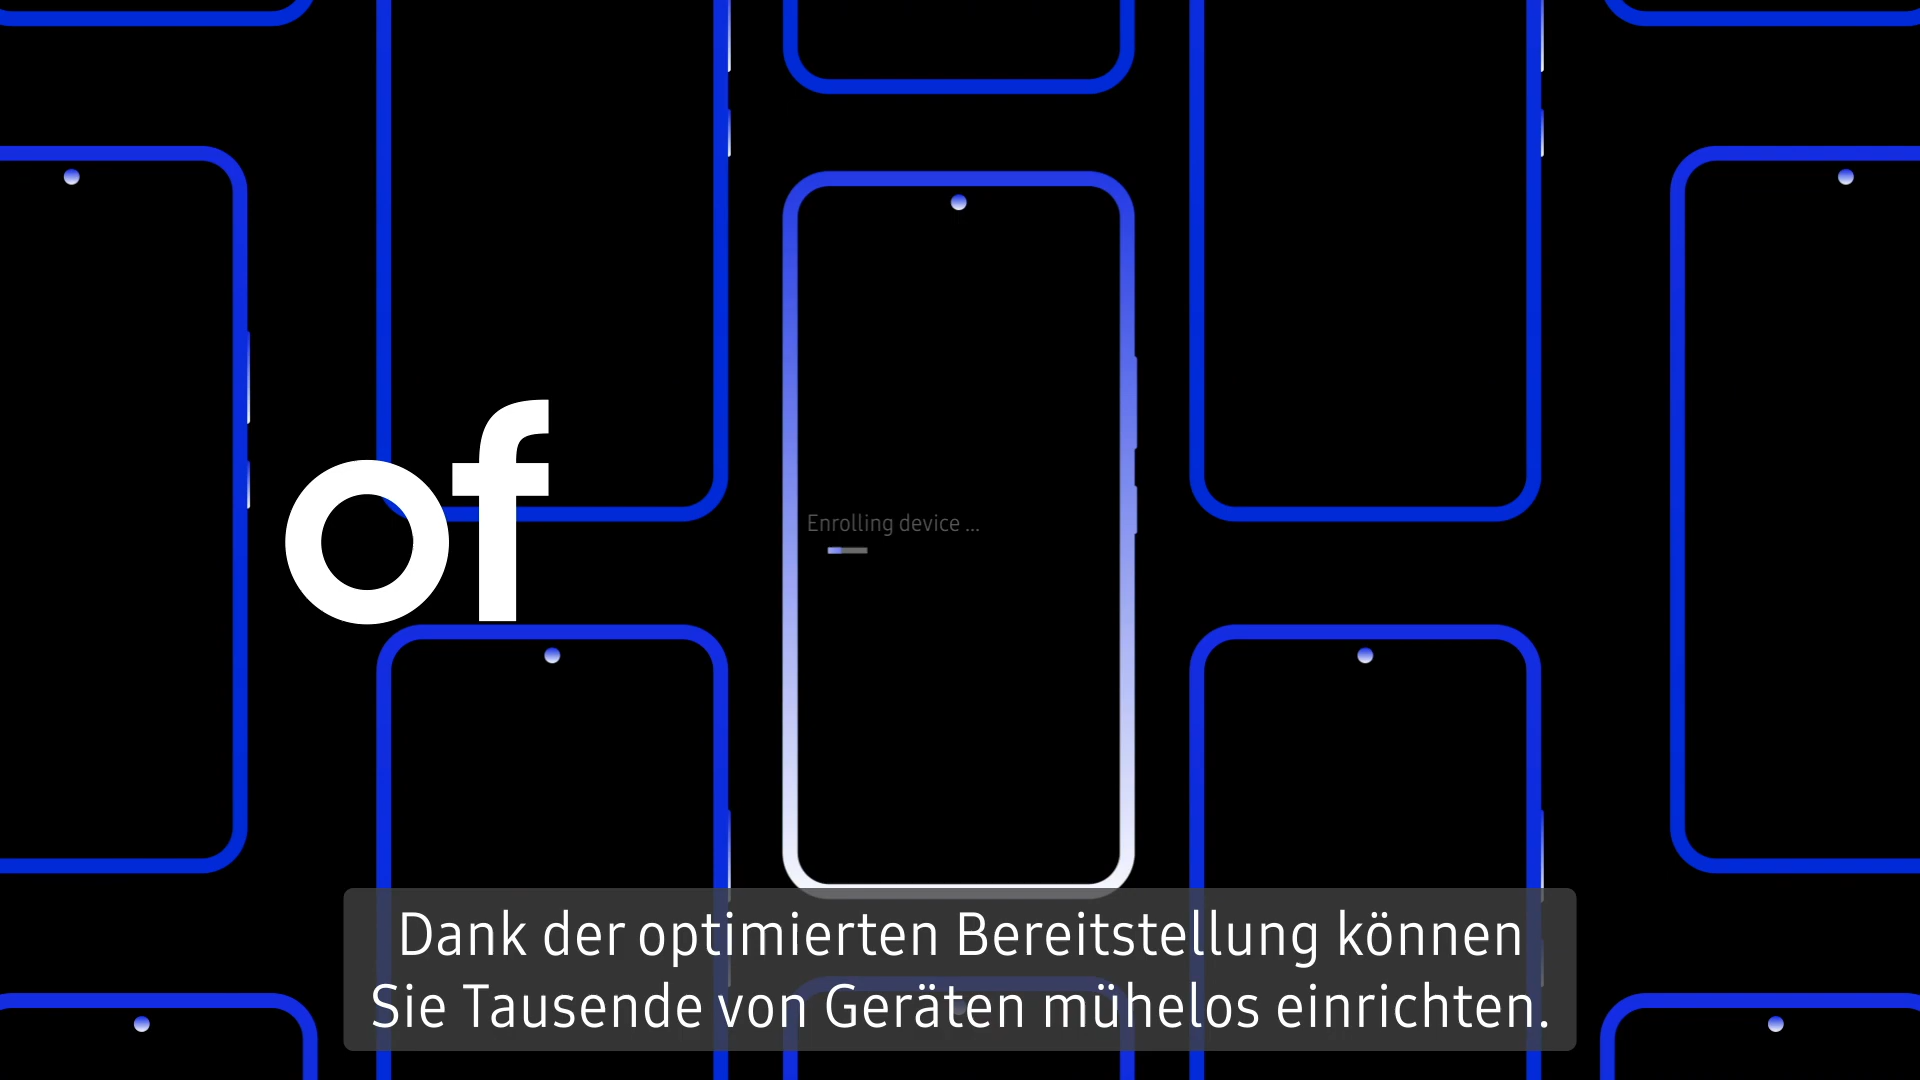 of
Enrolling device ...
Dank der optimierten Bereitstellung können
Sie Tausende von Geräten mühelos einrichten.